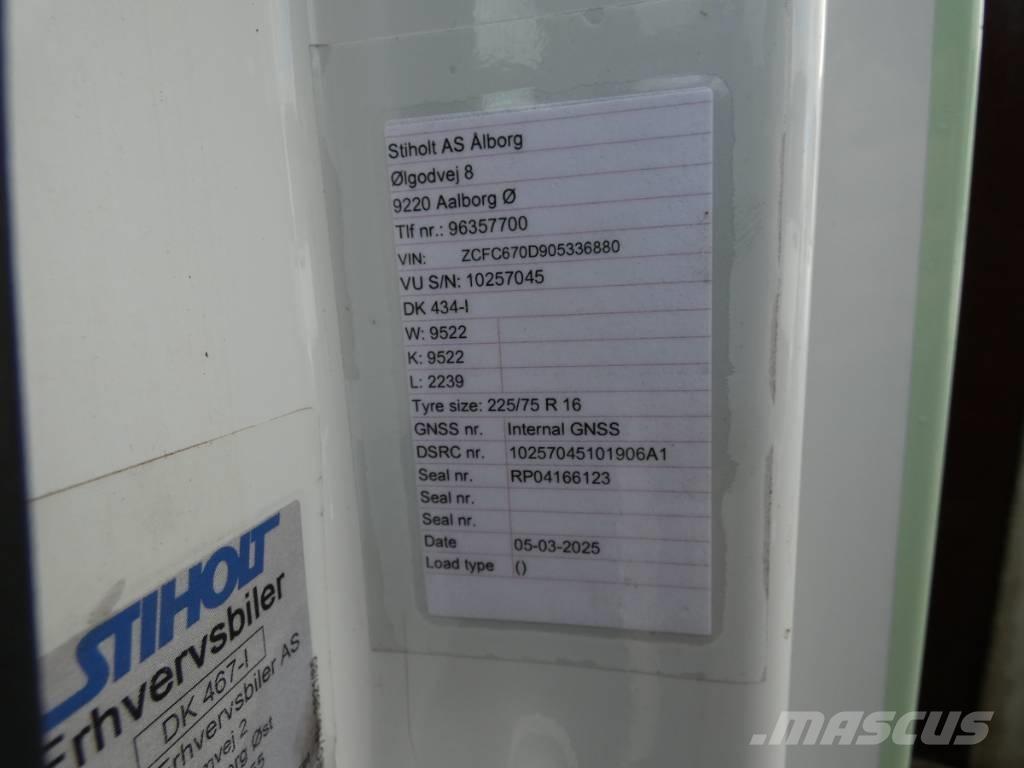 Stiholt AS Ålborg
Ølgodvej 8
9220 Aalborg Ø
Tlf nr.: 96357700
VIN: ZCFC670D905336880
VU S/N: 10257045
DK 434-I
W: 9522
K: 9522
L: 2239
Tyre size: 225/75 R 16
GNSS nr. Internal GNSS
DSRC nr. 10257045101906A1
Seal nr. RP04166123
Seal nr.
Seal nr.
Date 05-03-2025
Load type ()
STIHOLT
Erhvervsbiler
DK 467-I
Erhvervsbiler AS
MASCUS